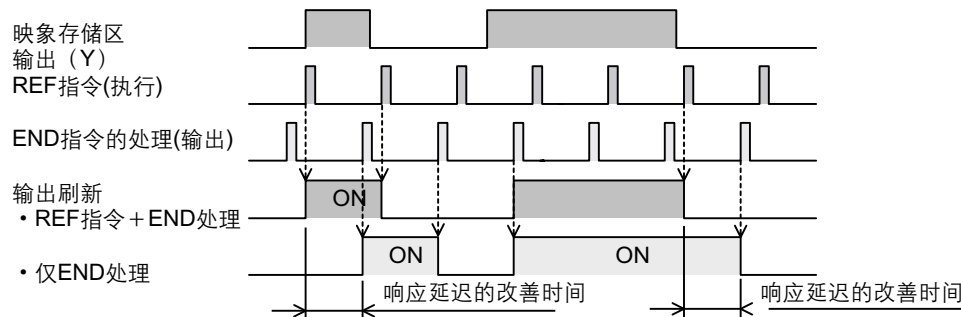 映象存储区
输出（Y）
REF指令(执行)
END指令的处理(输出)
输出刷新
・REF指令＋END处理
ON
・仅END处理
ON
ON
响应延迟的改善时间
响应延迟的改善时间